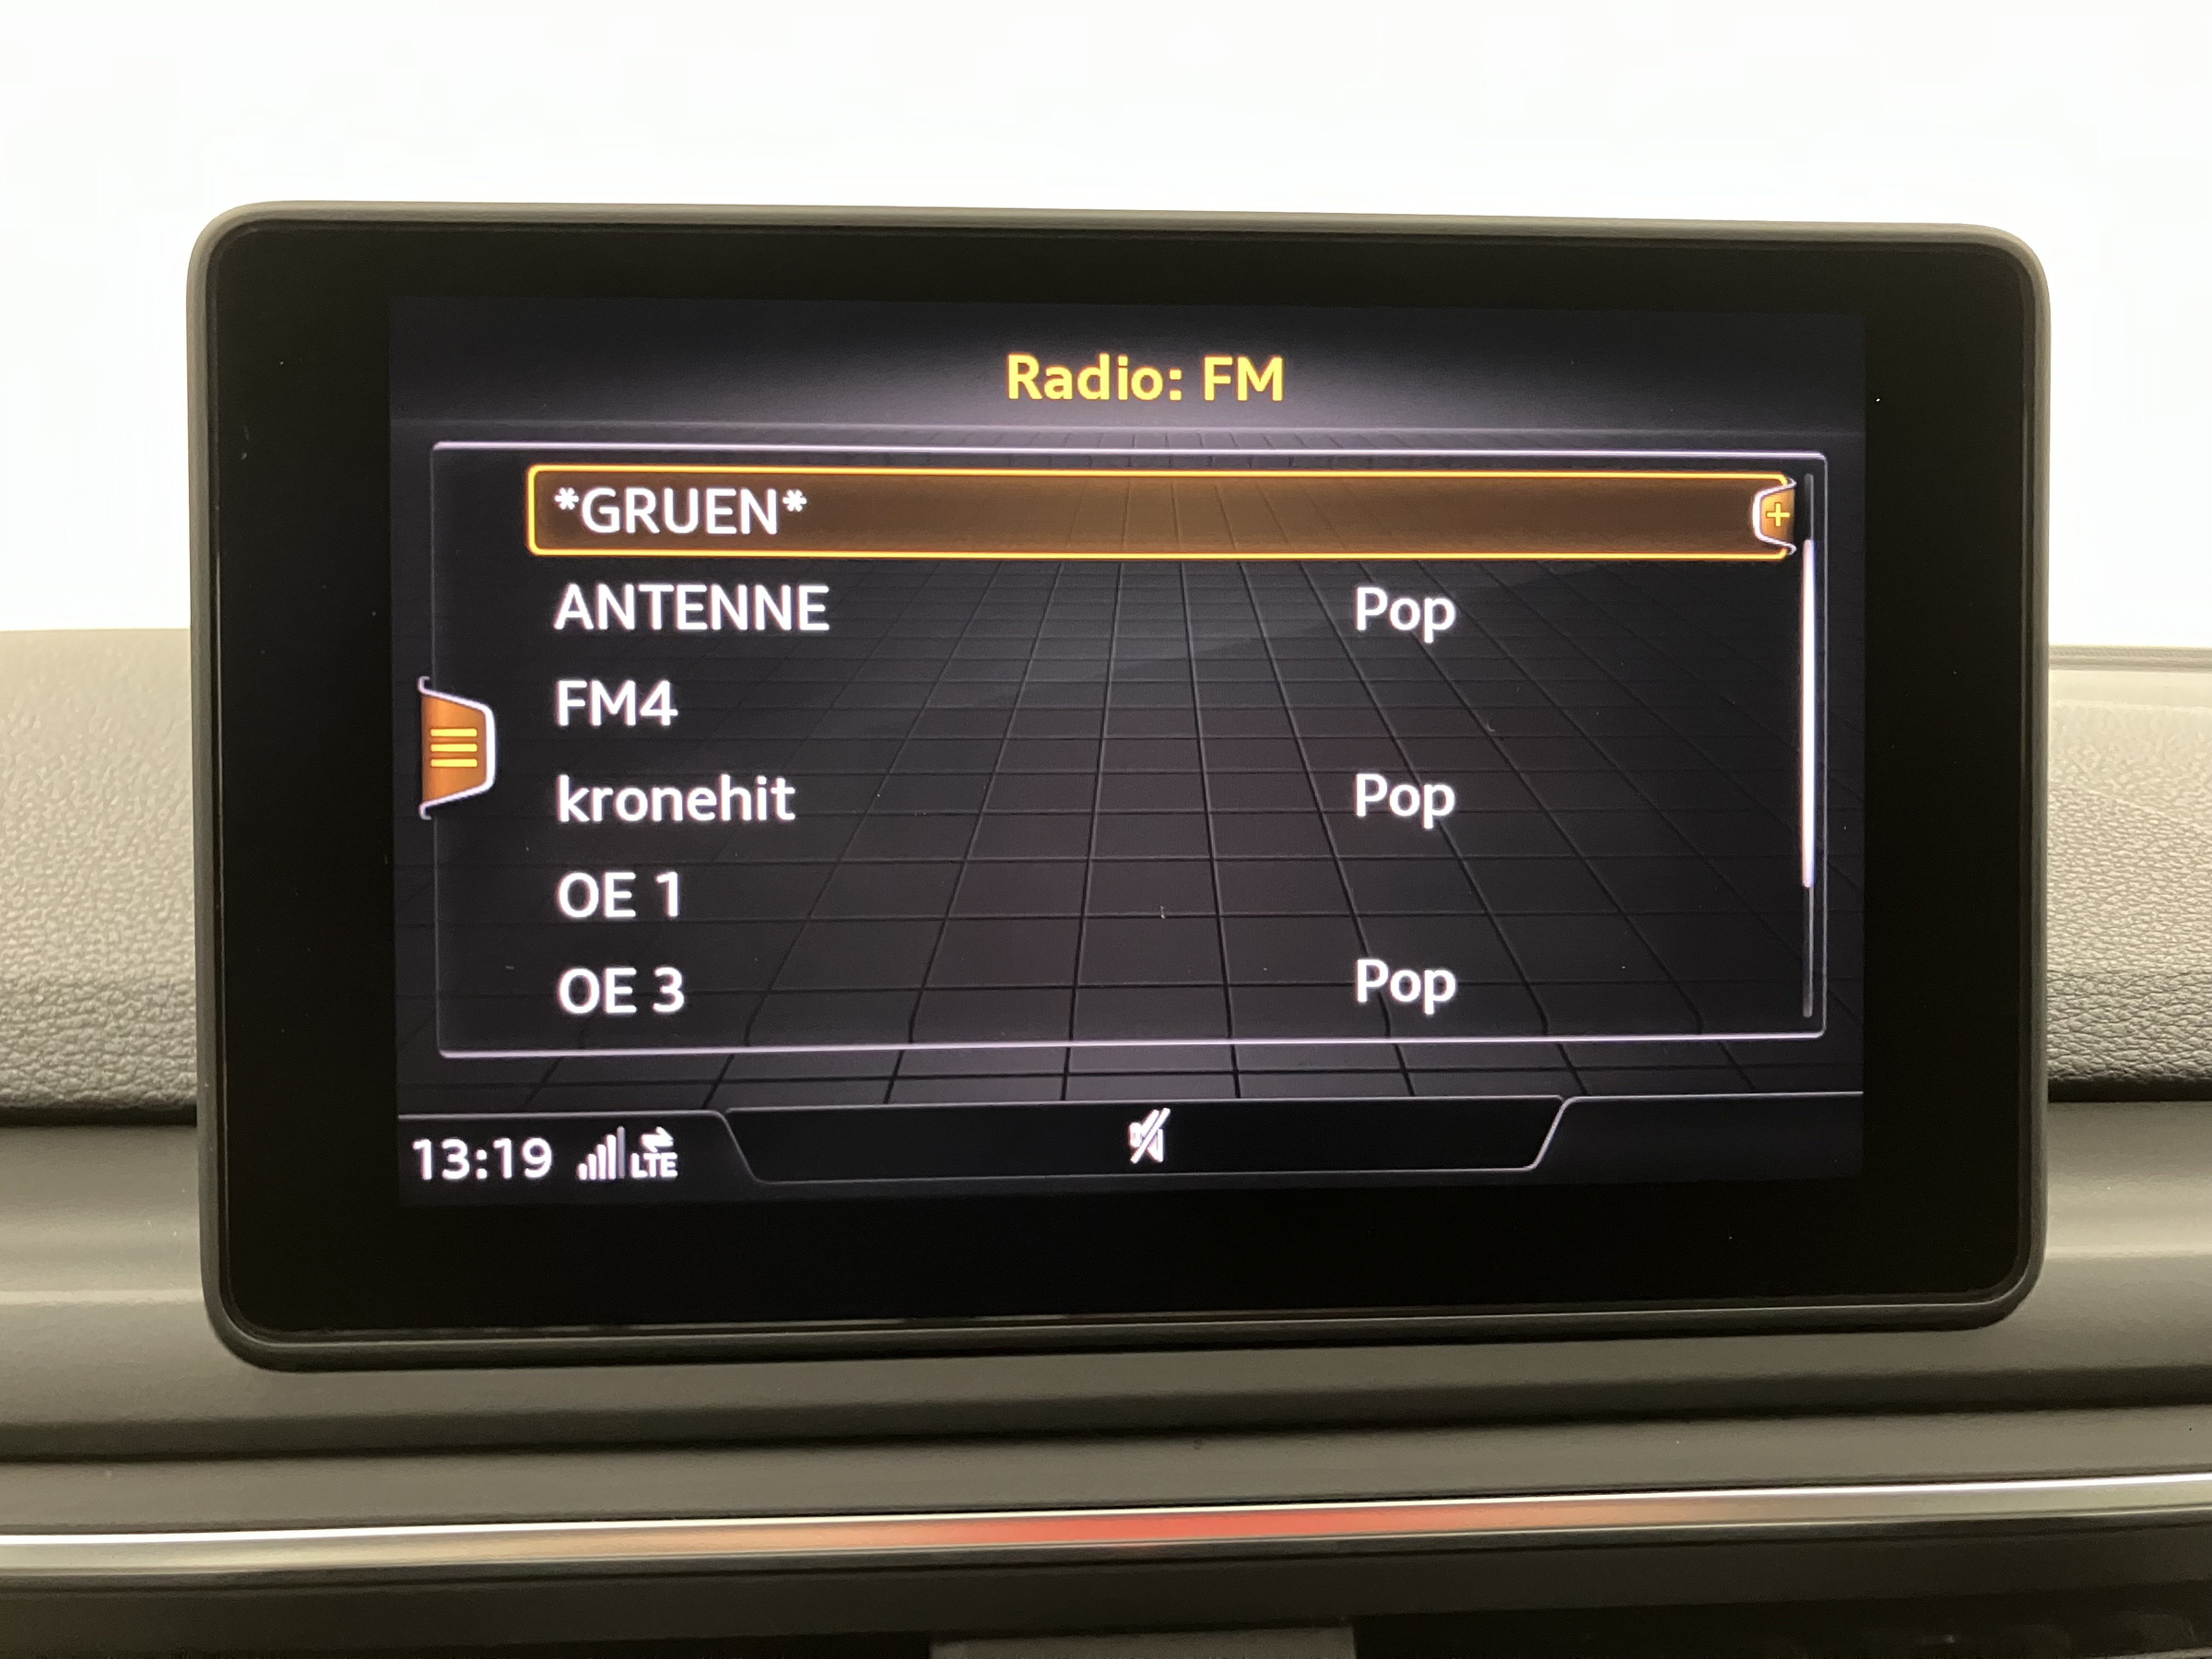 Radio: FM
*GRUEN*
ANTENNE Pop
FM4
kronehit Pop
OE 1
OE 3 Pop
13:19 LTE